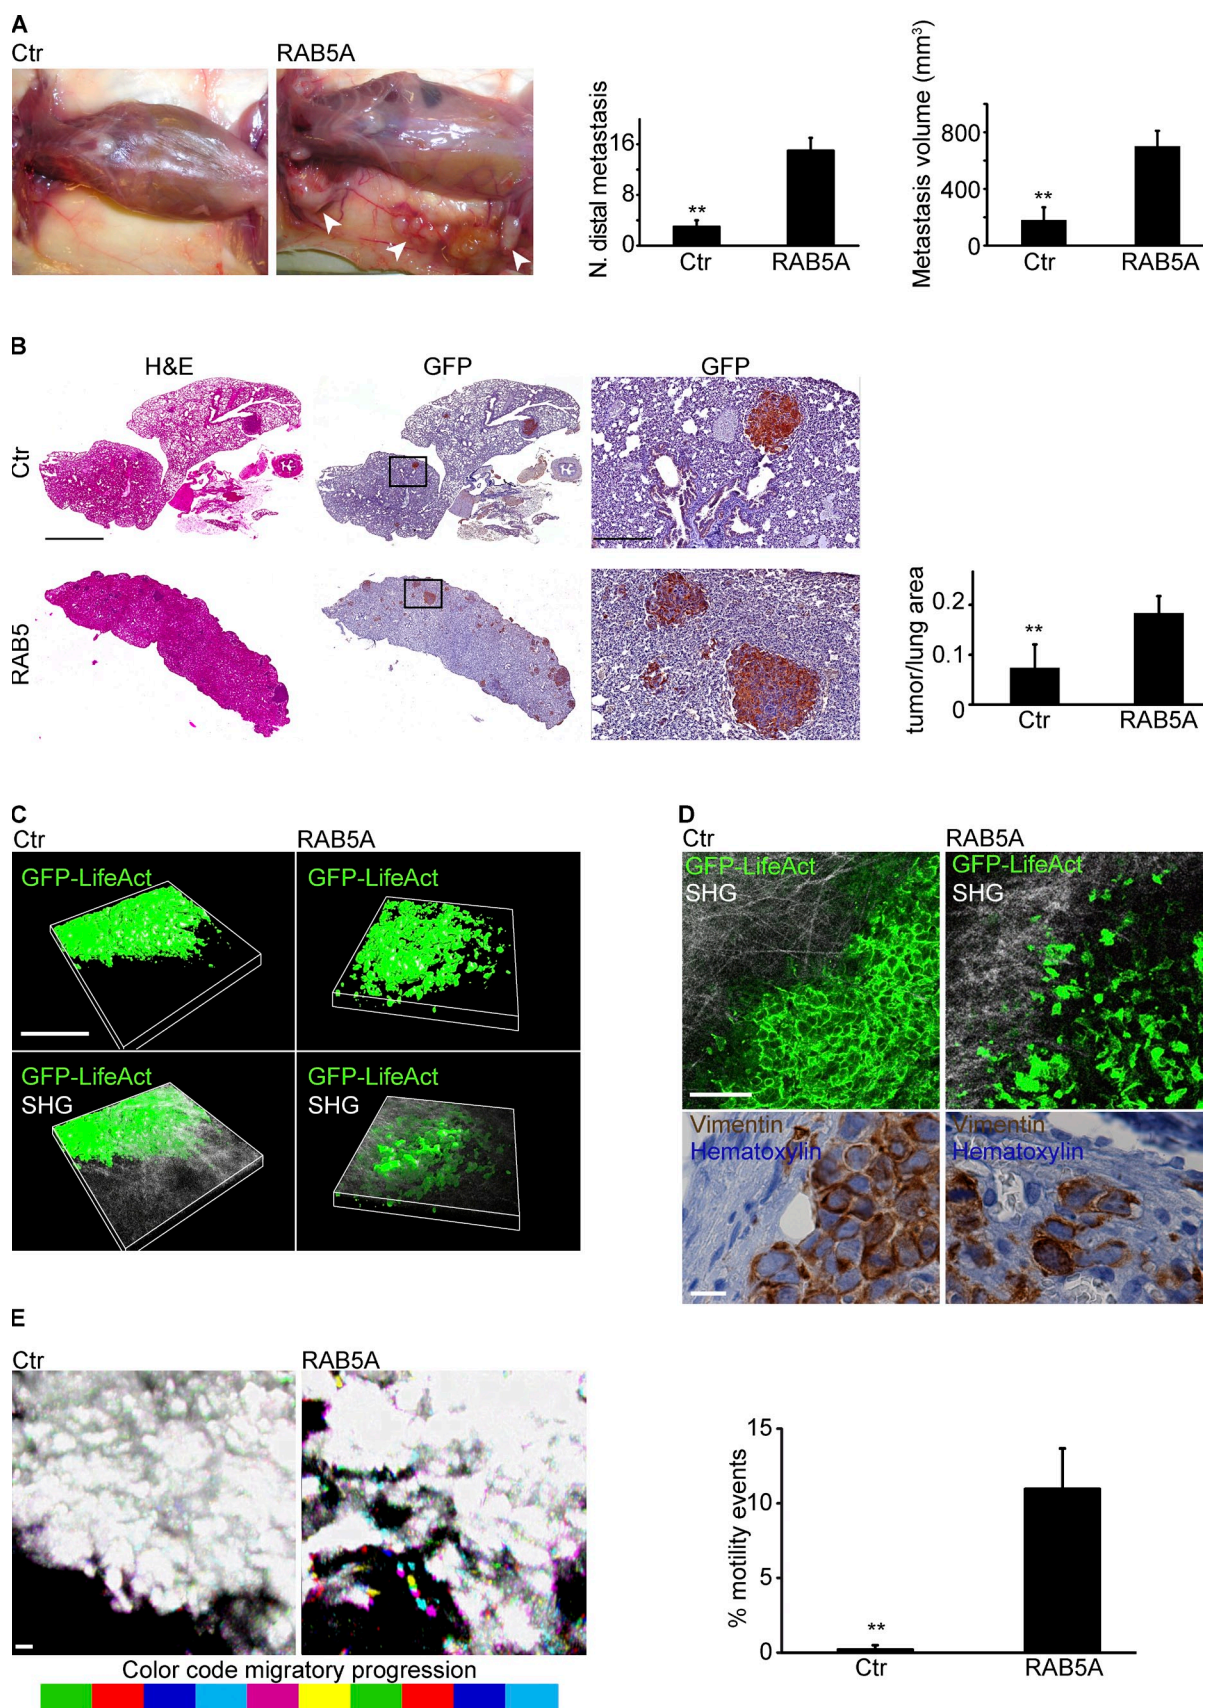 A
Ctr
RAB5A
N. distal metastasis
16
8
0
**
Ctr
RAB5A
Metastasis volume (mm³)
800
400
0
**
Ctr
RAB5A
B
H&E
GFP
GFP
Ctr
RAB5
tumor/lung area
0.2
0.1
0
**
Ctr
RAB5A
C
Ctr
RAB5A
GFP-LifeAct
GFP-LifeAct
GFP-LifeAct
SHG
GFP-LifeAct
SHG
D
Ctr
RAB5A
GFP-LifeAct
SHG
GFP-LifeAct
SHG
Vimentin
Hematoxylin
Vimentin
Hematoxylin
E
Ctr
RAB5A
Color code migratory progression
% motility events
15
10
5
0
**
Ctr
RAB5A